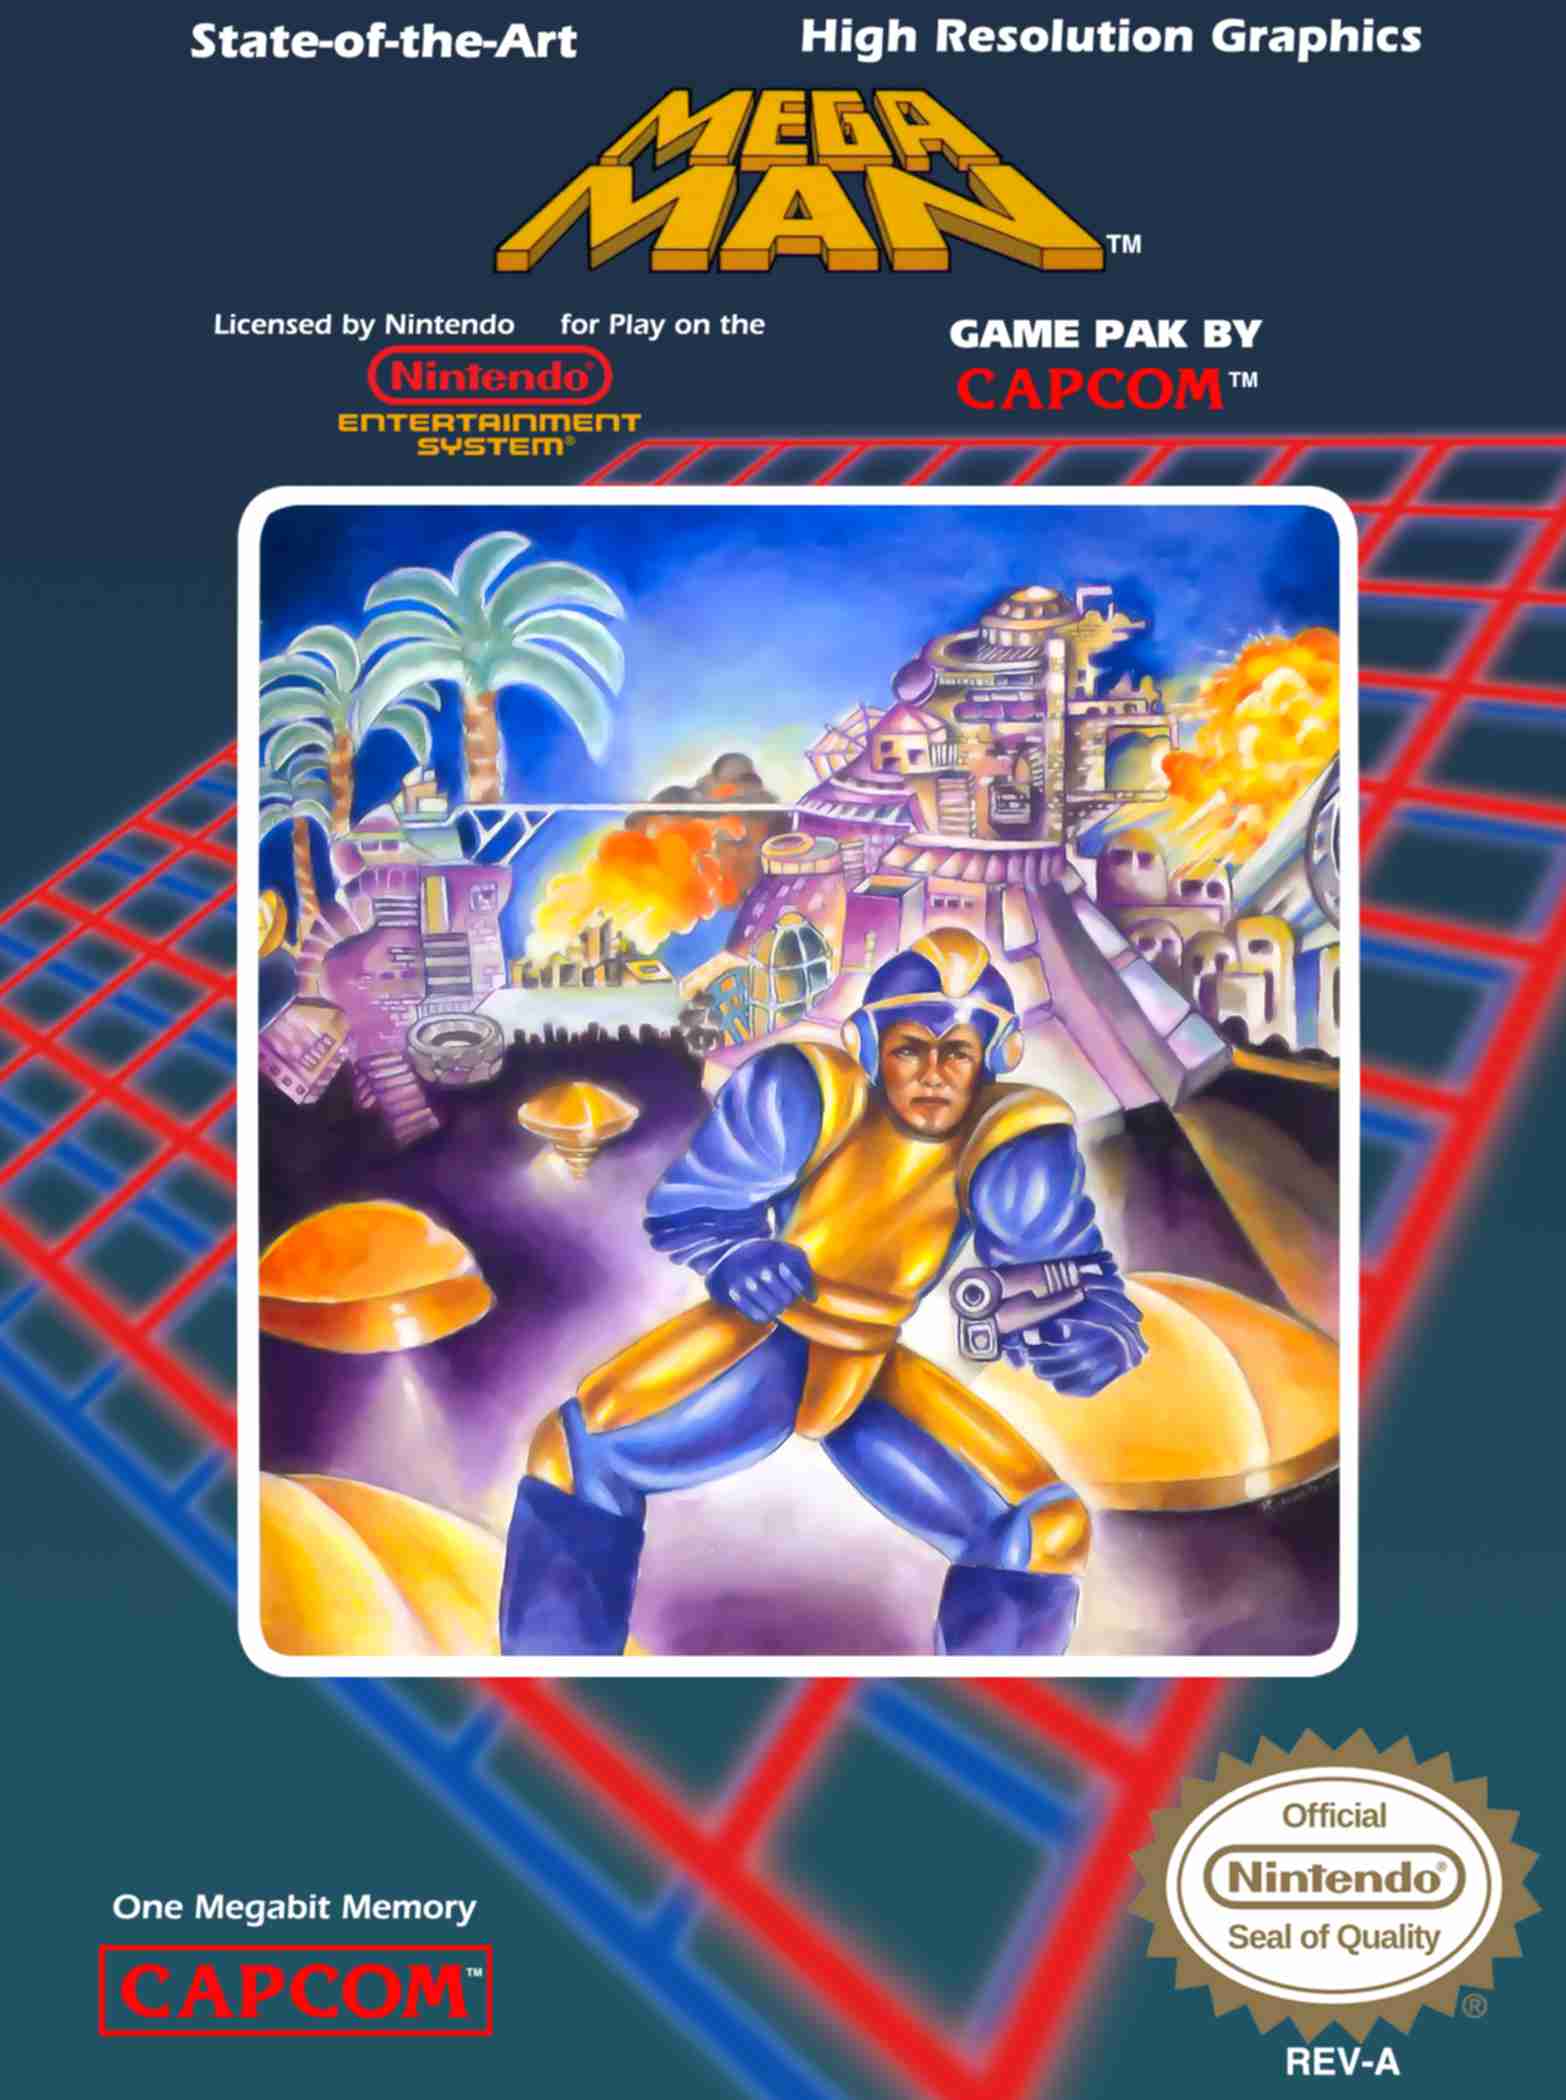 State-of-the-Art
High Resolution Graphics
MEGA
MAN™
Licensed by Nintendo for Play on the
Nintendo®
ENTERTAINMENT
SYSTEM®
GAME PAK BY
CAPCOM™
One Megabit Memory
CAPCOM™
Official
Nintendo®
Seal of Quality
®
REV-A